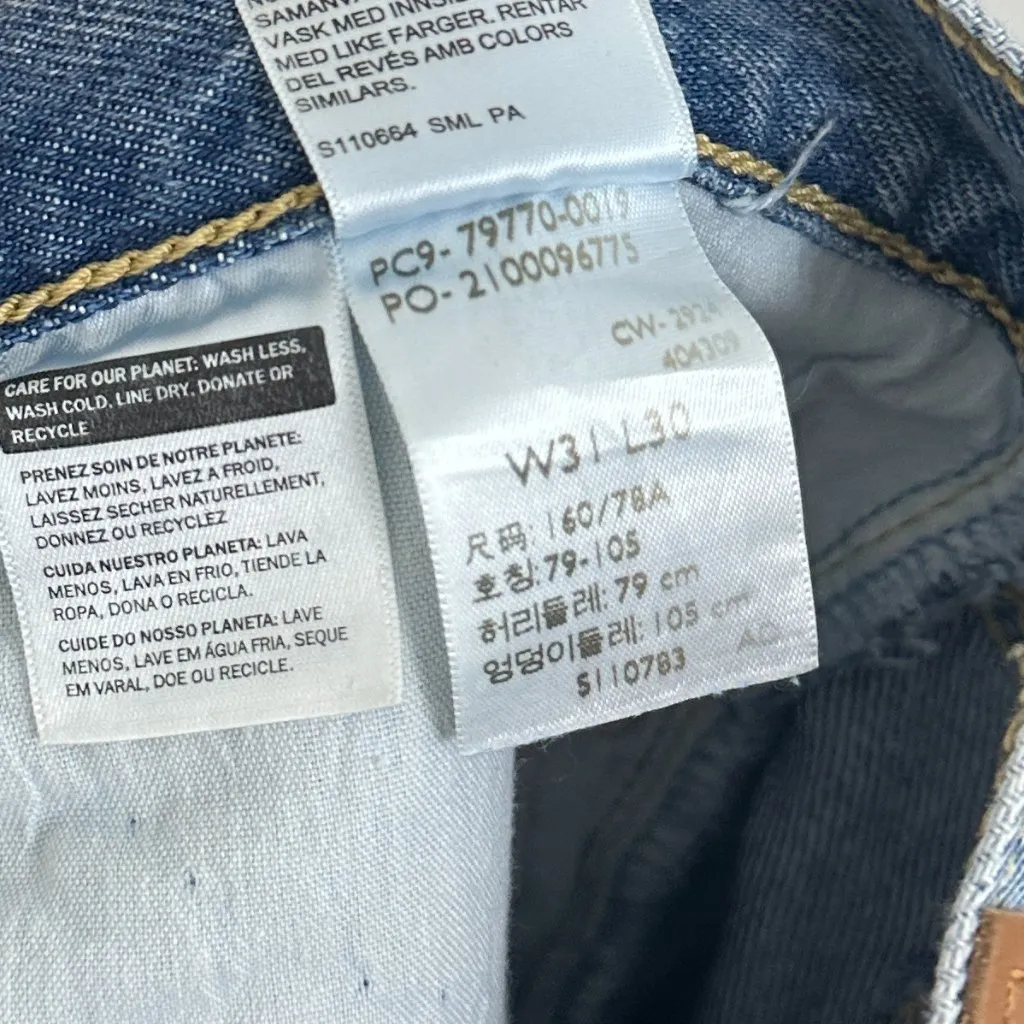 SAMANV
VASK MED INNSI
MED LIKE FARGER. RENTAR
DEL REVÉS AMB COLORS
SIMILARS.
S110664 SML PA
PC9-79770-0019
PO-2100096775
CW-2924
404309
W31 L30
尺码: 160/78A
호칭: 79-105
허리둘레: 79 cm
엉덩이둘레: 105 cm
S110783
CARE FOR OUR PLANET: WASH LESS,
WASH COLD, LINE DRY, DONATE OR
RECYCLE
PRENEZ SOIN DE NOTRE PLANETE:
LAVEZ MOINS, LAVEZ A FROID,
LAISSEZ SECHER NATURELLEMENT,
DONNEZ OU RECYCLEZ
CUIDA NUESTRO PLANETA: LAVA
MENOS, LAVA EN FRIO, TIENDE LA
ROPA, DONA O RECICLA.
CUIDE DO NOSSO PLANETA: LAVE
MENOS, LAVE EM ÁGUA FRIA, SEQUE
EM VARAL, DOE OU RECICLE.